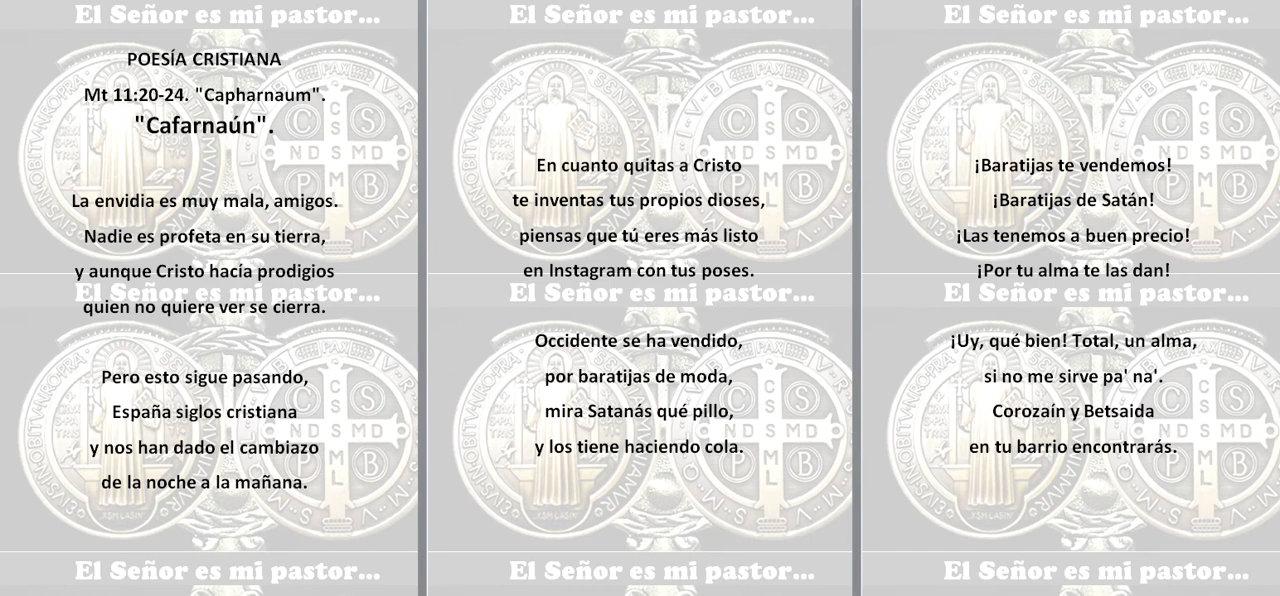 El Señor es mi pastor...
POESÍA CRISTIANA
Mt 11:20-24. "Capharnaum".
"Cafarnaún".
La envidia es muy mala, amigos.
Nadie es profeta en su tierra,
y aunque Cristo hacía prodigios
El Señor es mi pastor...
quien no quiere ver se cierra.
Pero esto sigue pasando,
España siglos cristiana
y nos han dado el cambiazo
de la noche a la mañana.
El Señor es mi pastor...
El Señor es mi pastor...
En cuanto quitas a Cristo
te inventas tus propios dioses,
piensas que tú eres más listo
en Instagram con tus poses.
El Señor es mi pastor...
Occidente se ha vendido,
por baratijas de moda,
mira Satanás qué pillo,
y los tiene haciendo cola.
El Señor es mi pastor...
El Señor es mi pastor...
¡Baratijas te vendemos!
¡Baratijas de Satán!
¡Las tenemos a buen precio!
¡Por tu alma te las dan!
El Señor es mi pastor...
¡Uy, qué bien! Total, un alma,
si no me sirve pa' na'.
Corozaín y Betsaida
en tu barrio encontrarás.
El Señor es mi pastor...